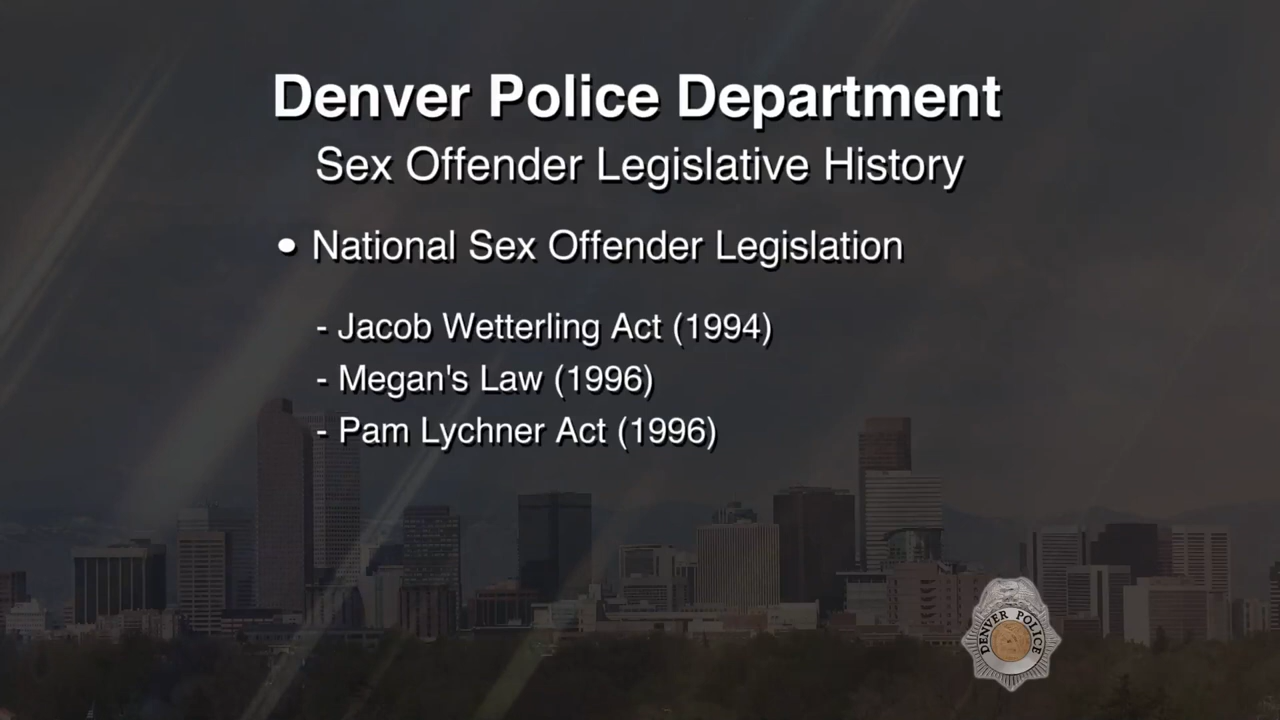 Denver Police Department
Sex Offender Legislative History
• National Sex Offender Legislation
- Jacob Wetterling Act (1994)
- Megan's Law (1996)
- Pam Lychner Act (1996)
DENVER POLICE